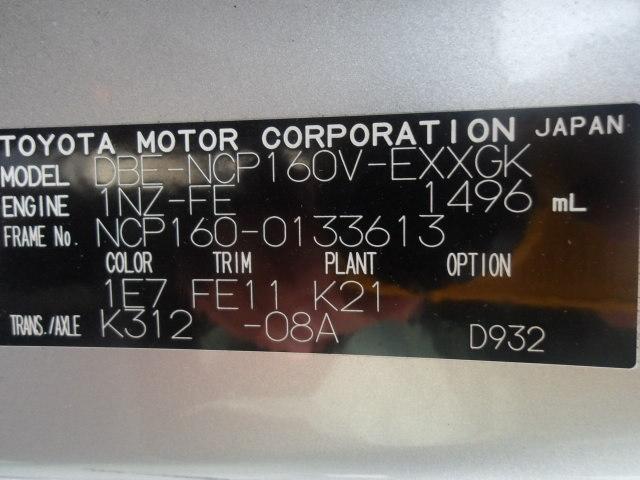 TOYOTA MOTOR CORPORATION JAPAN
MODEL DBE-NCP160V-EXXGK
ENGINE 1NZ-FE 1496 mL
FRAME No. NCP160-0133613
COLOR TRIM PLANT OPTION
1E7 FE11 K21
TRANS./AXLE K312 -08A D932